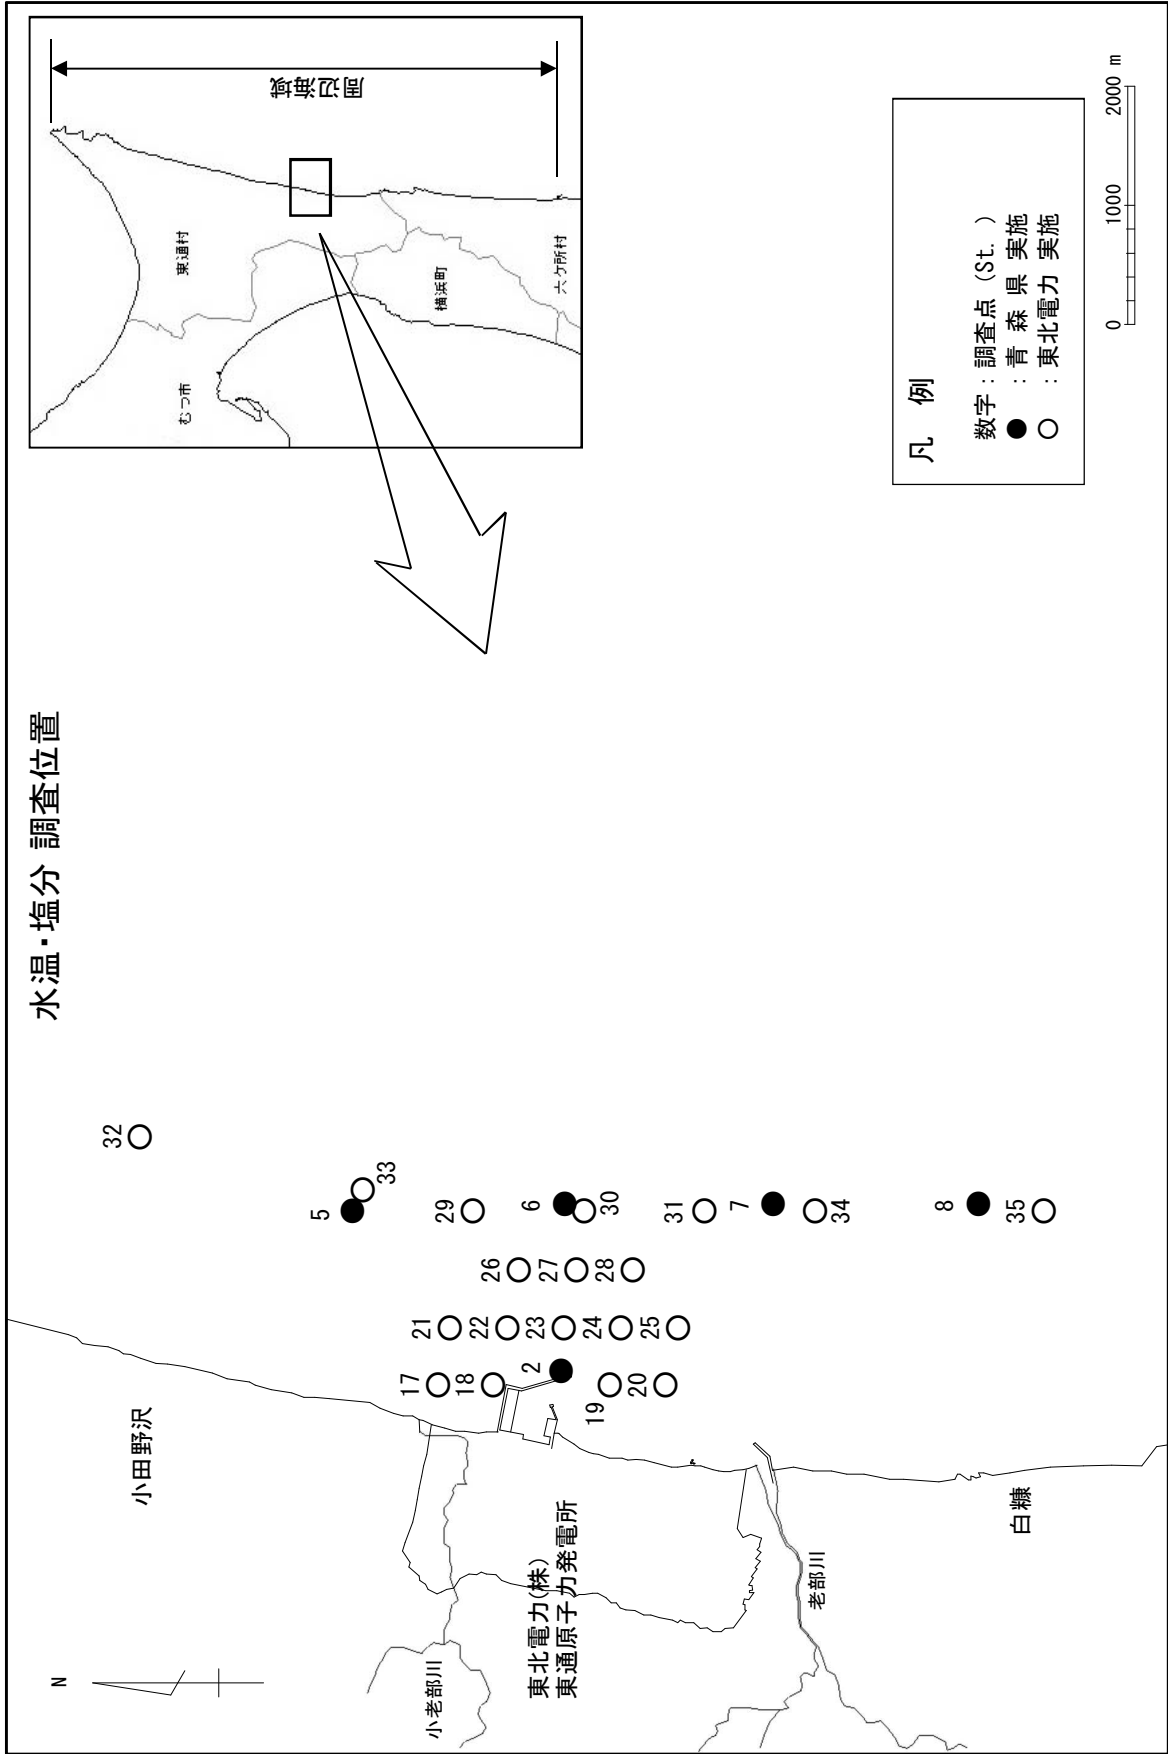 水温・塩分 調査位置
N
小田野沢
小老部川
東北電力(株)
東通原子力発電所
老部川
白糠
32
5
33
29
6
30
31
7
34
8
35
26
27
28
21
22
23
24
25
17
18
2
19
20
周辺海域
東通村
むつ市
横浜町
六ケ所村
凡 例
数字：調査点 (St. )
●：青 森 県 実施
○：東北電力 実施
0 1000 2000 m